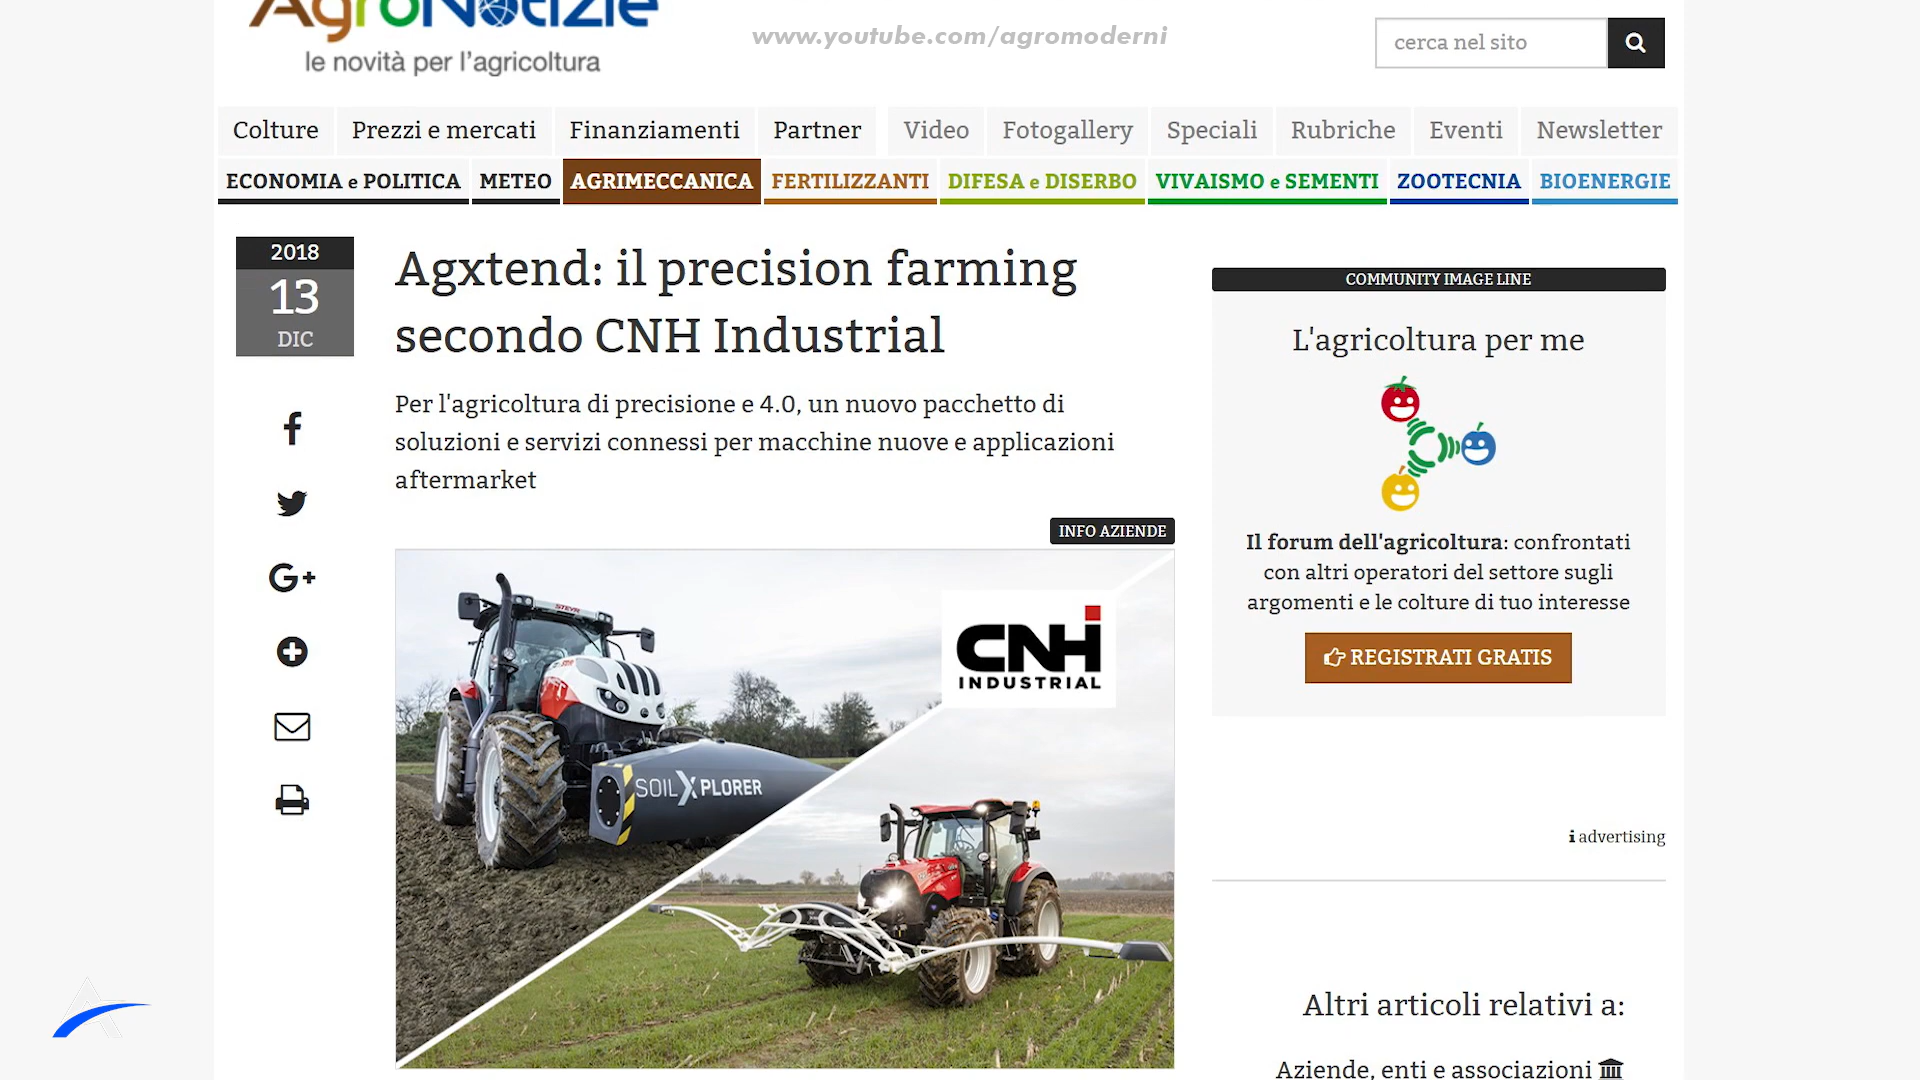 AgroNotizie
le novità per l'agricoltura
www.youtube.com/agromoderni
cerca nel sito
Colture Prezzi e mercati Finanziamenti Partner Video Fotogallery Speciali Rubriche Eventi Newsletter
ECONOMIA e POLITICA METEO AGRIMECCANICA FERTILIZZANTI DIFESA e DISERBO VIVAISMO e SEMENTI ZOOTECNIA BIOENERGIE
2018
13
DIC
Agxtend: il precision farming
secondo CNH Industrial
Per l'agricoltura di precisione e 4.0, un nuovo pacchetto di
soluzioni e servizi connessi per macchine nuove e applicazioni
aftermarket
INFO AZIENDE
STEYR
CNH
INDUSTRIAL
SOILXPLORER
COMMUNITY IMAGE LINE
L'agricoltura per me
Il forum dell'agricoltura: confrontati
con altri operatori del settore sugli
argomenti e le colture di tuo interesse
REGISTRATI GRATIS
advertising
Altri articoli relativi a:
Aziende, enti e associazioni